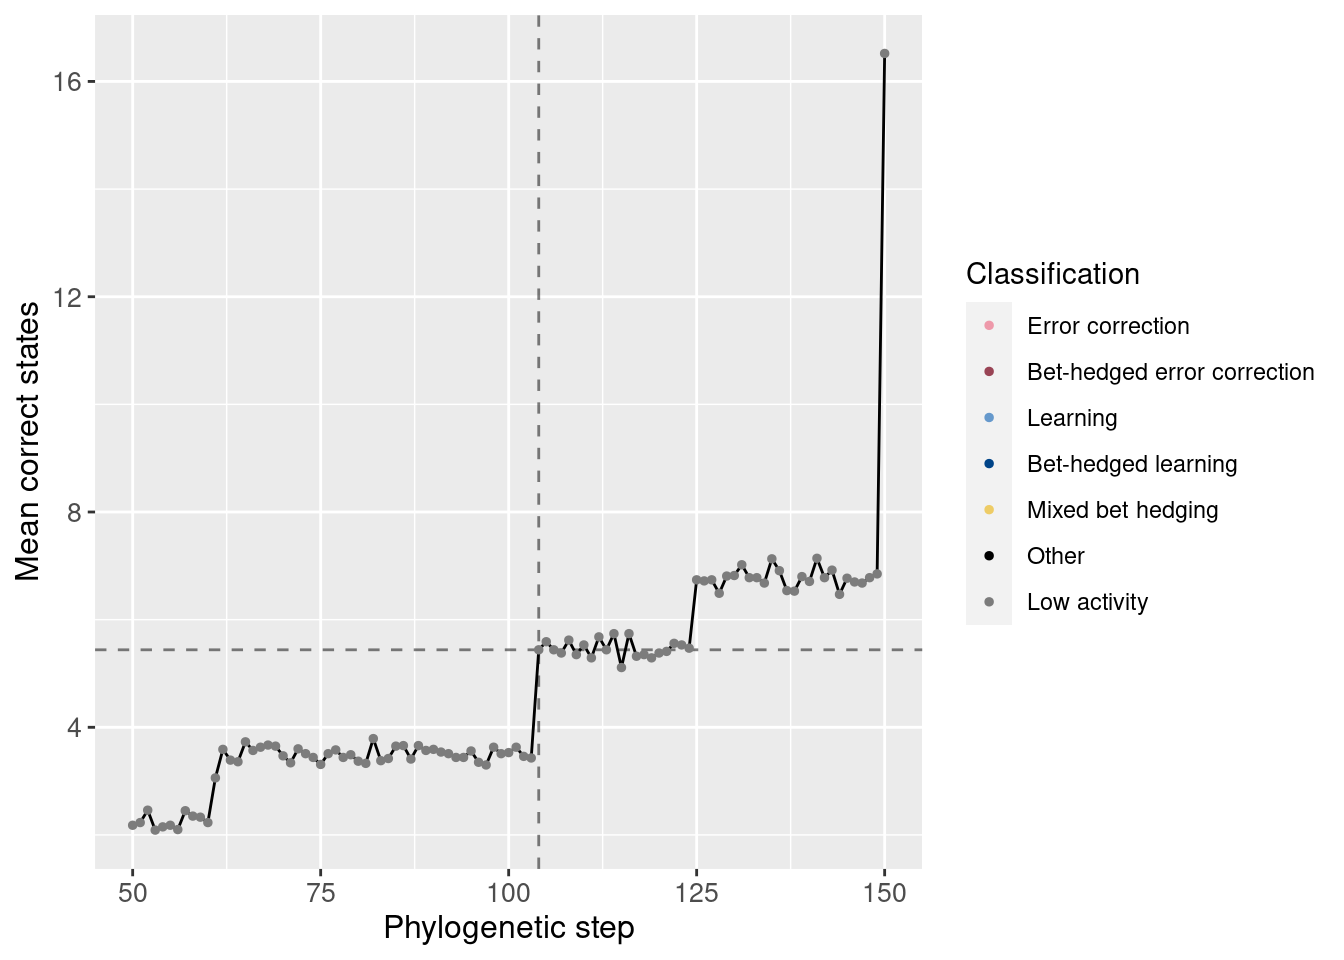 16
12
8
4
Mean correct states
50 75 100 125 150
Phylogenetic step
Classification
Error correction
Bet-hedged error correction
Learning
Bet-hedged learning
Mixed bet hedging
Other
Low activity